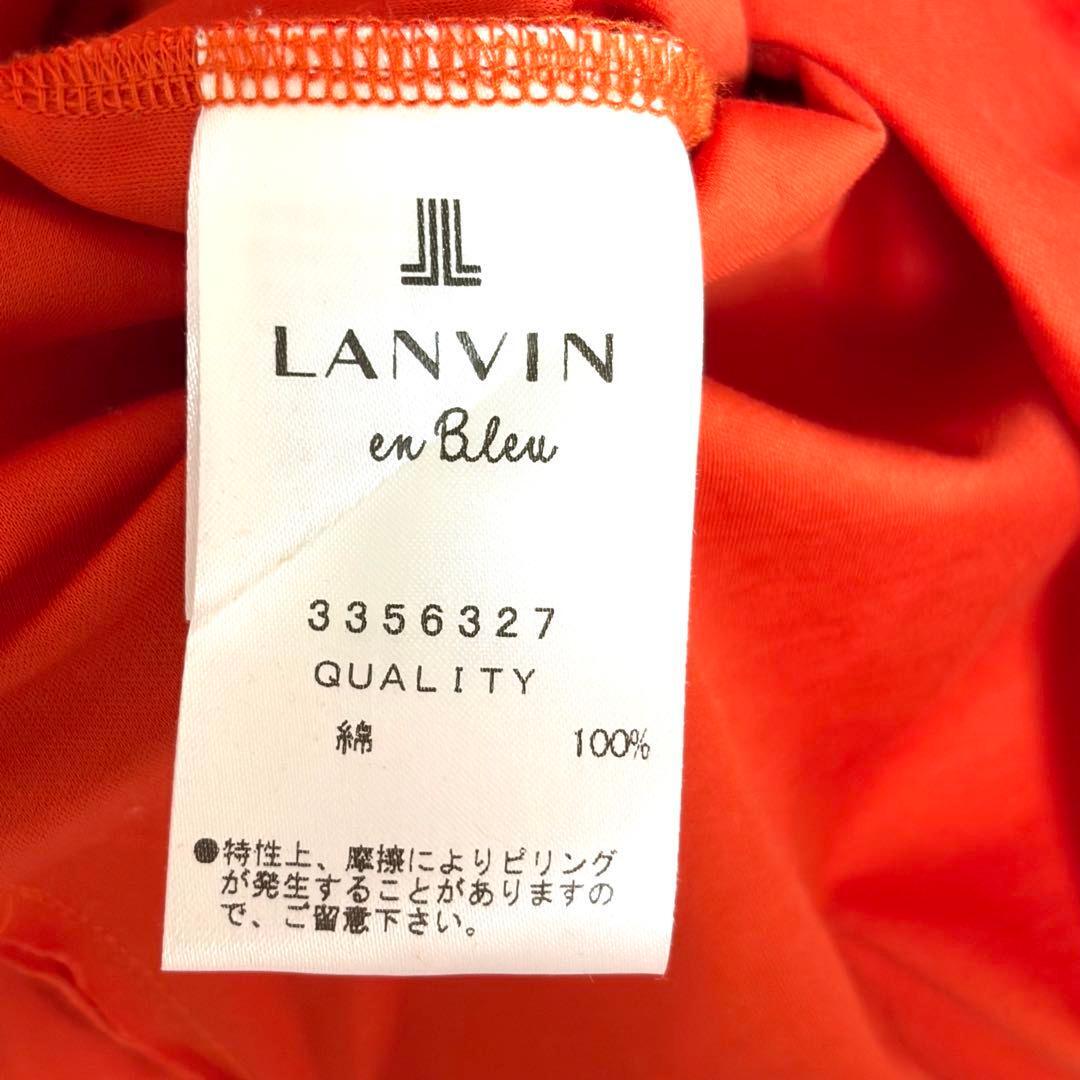 LANVIN
en Bleu
3356327
QUALITY
綿 100%
●特性上、摩擦によりピリング
が発生することがありますの
で、ご留意下さい。